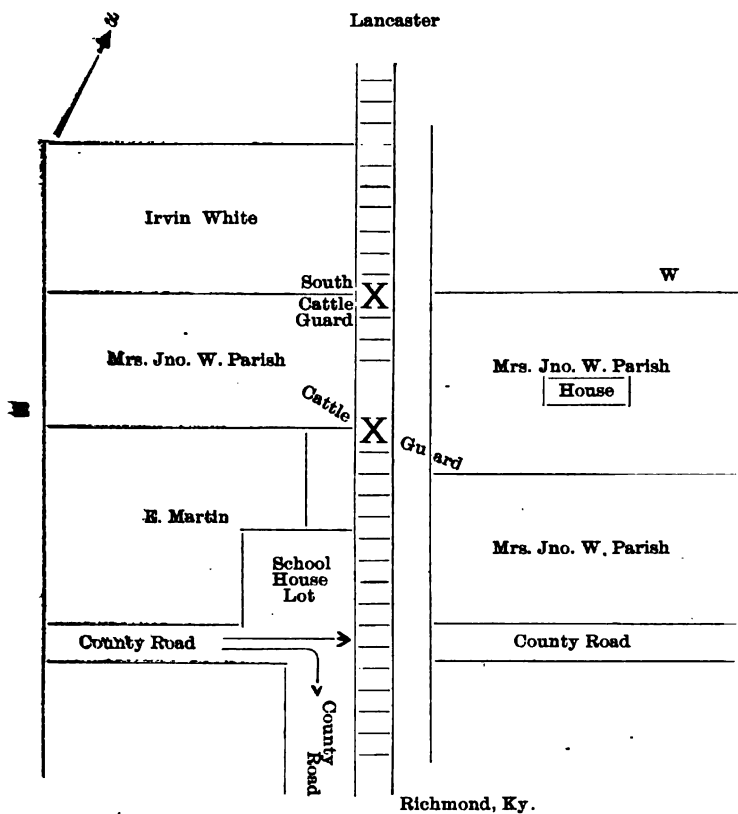 Lancaster
Irvin White
South
Cattle
Guard
X
W
Mrs. Jno. W. Parish
Mrs. Jno. W. Parish
House
Cattle
X
Guard
E. Martin
Mrs. Jno. W. Parish
School
House
Lot
County Road
County Road
County
Road
Richmond, Ky.